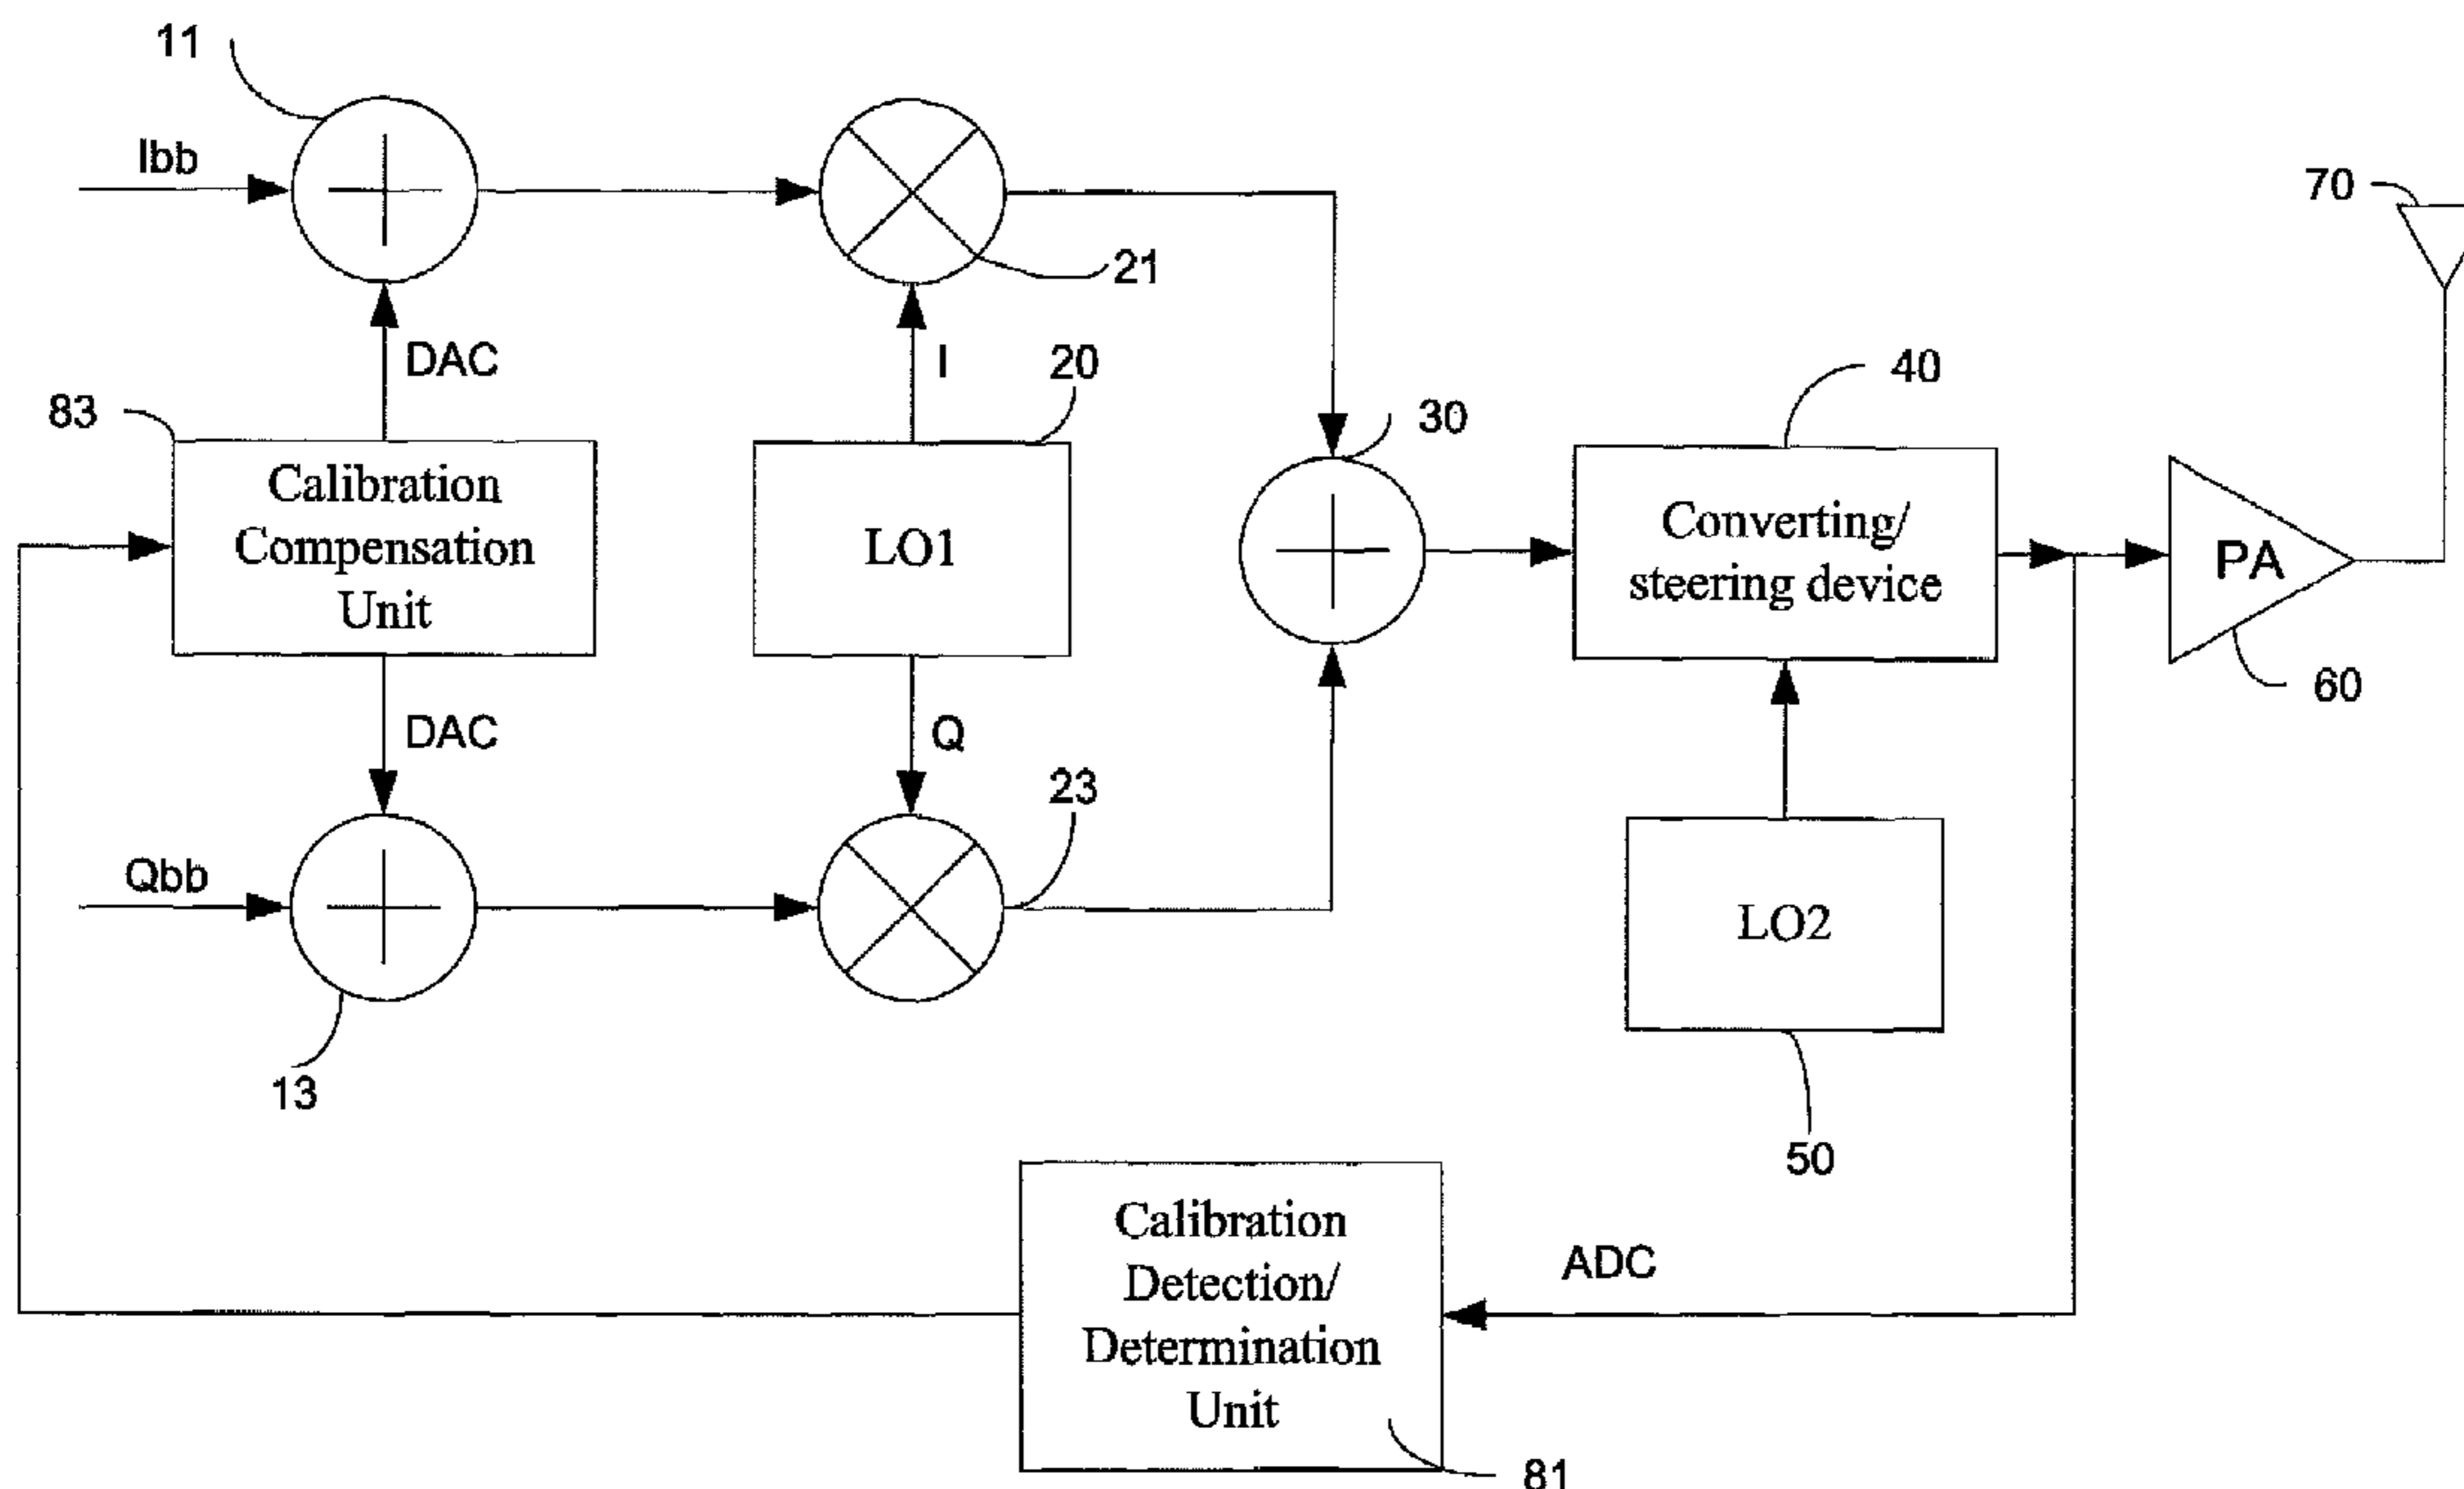 11
Ibb
21
70
DAC
I
20
40
83
30
Calibration
Compensation
Unit
LO1
Converting/
steering device
PA
60
DAC
Q
23
Qbb
LO2
13
50
Calibration
Detection/
Determination
Unit
ADC
81